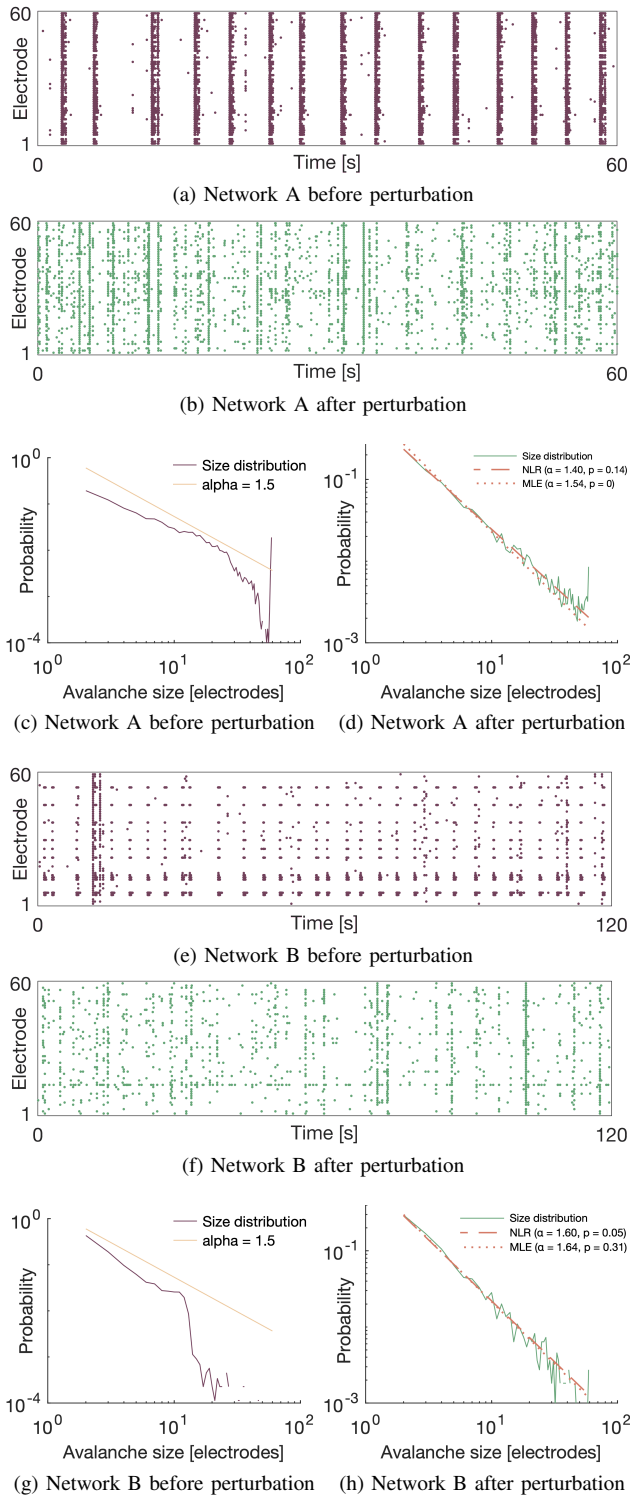 60
Electrode
1
0
Time [s]
60
(a) Network A before perturbation
60
Electrode
1
0
Time [s]
60
(b) Network A after perturbation
10^0
Probability
10^-4
10^0
10^1
10^2
Size distribution
alpha = 1.5
Avalanche size [electrodes]
(c) Network A before perturbation
10^-1
Probability
10^-3
10^0
10^1
10^2
Size distribution
NLR (α = 1.40, p = 0.14)
MLE (α = 1.54, p = 0)
Avalanche size [electrodes]
(d) Network A after perturbation
60
Electrode
1
0
Time [s]
120
(e) Network B before perturbation
60
Electrode
1
0
Time [s]
120
(f) Network B after perturbation
10^0
Probability
10^-4
10^0
10^1
10^2
Size distribution
alpha = 1.5
Avalanche size [electrodes]
(g) Network B before perturbation
10^-1
Probability
10^-3
10^0
10^1
10^2
Size distribution
NLR (α = 1.60, p = 0.05)
MLE (α = 1.64, p = 0.31)
Avalanche size [electrodes]
(h) Network B after perturbation